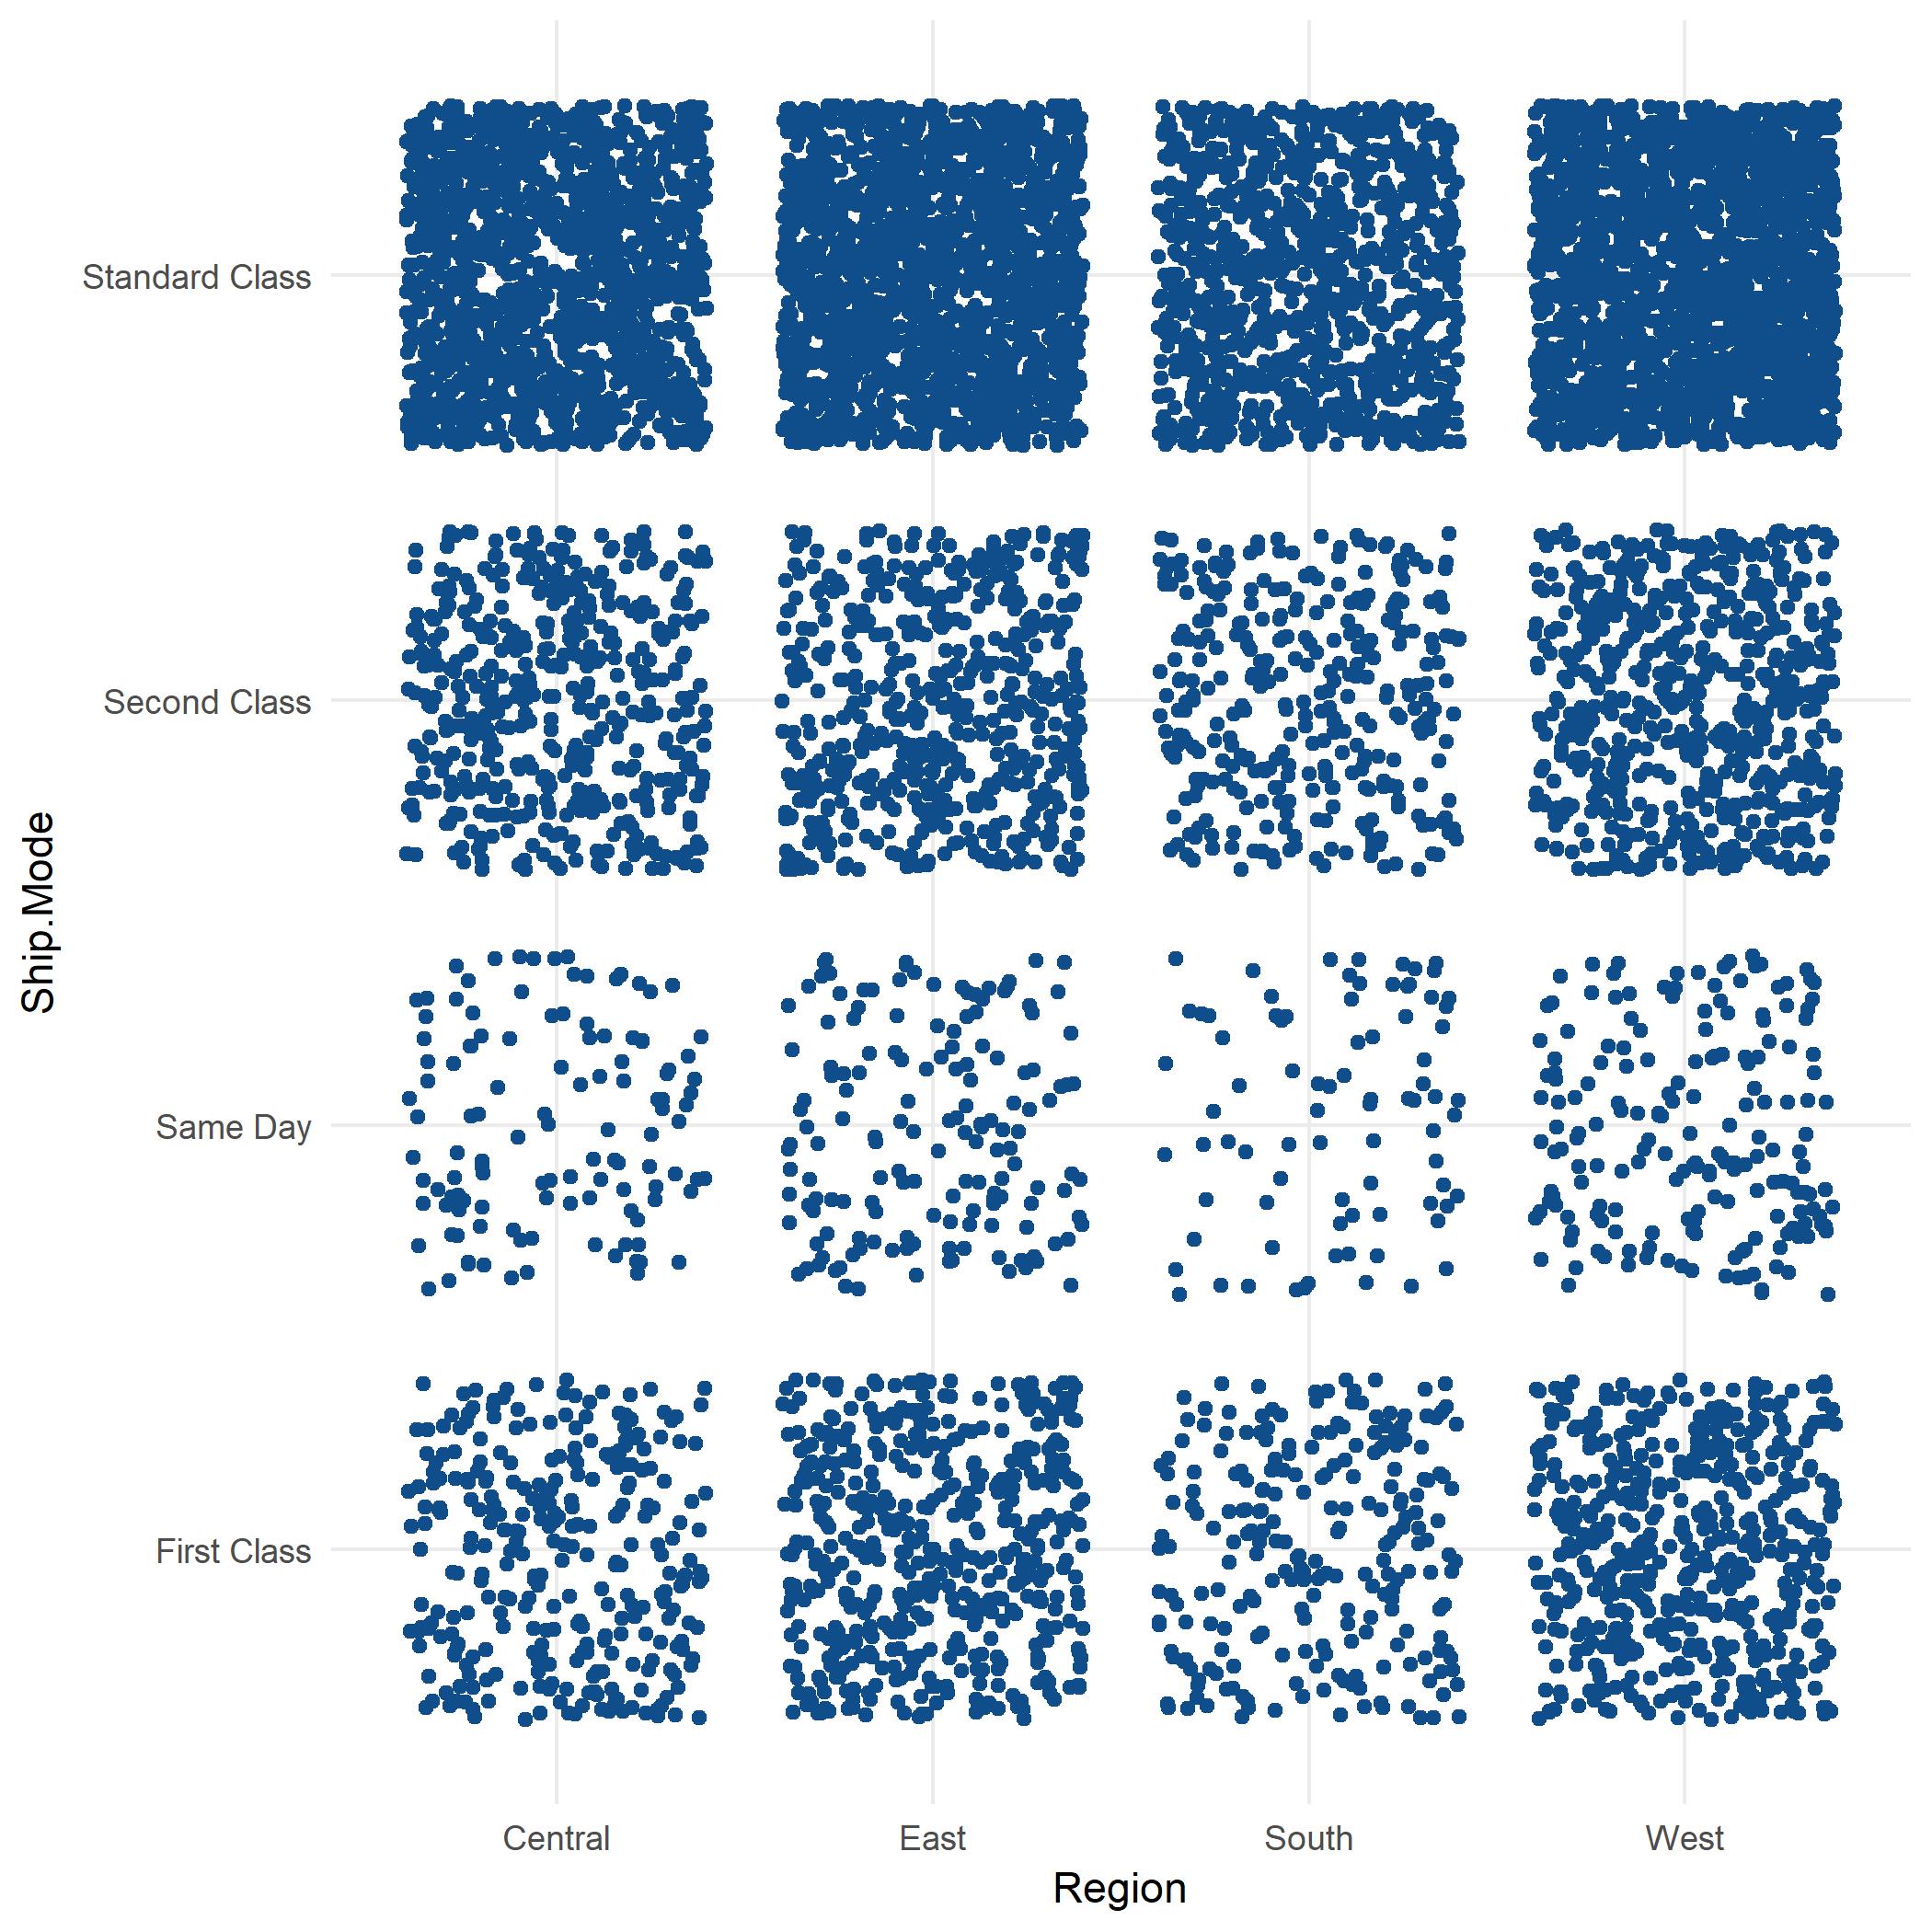 Standard Class
Second Class
Same Day
First Class
Ship.Mode
Central
East
South
West
Region